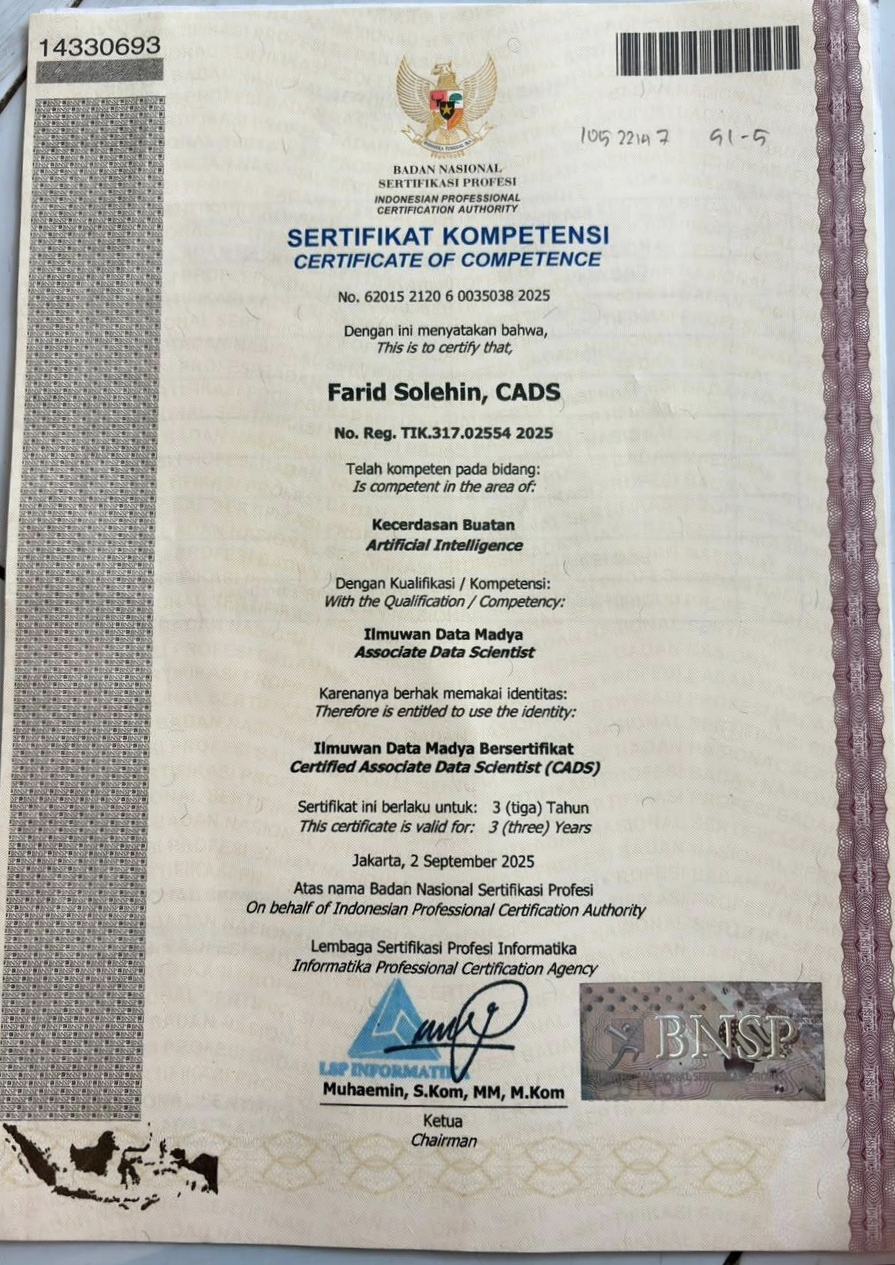 14330693
105 22197 91-5
BADAN NASIONAL
SERTIFIKASI PROFESI
INDONESIAN PROFESSIONAL
CERTIFICATION AUTHORITY
SERTIFIKAT KOMPETENSI
CERTIFICATE OF COMPETENCE
No. 62015 2120 6 0035038 2025
Dengan ini menyatakan bahwa,
This is to certify that,
Farid Solehin, CADS
No. Reg. TIK.317.02554 2025
Telah kompeten pada bidang:
Is competent in the area of:
Kecerdasan Buatan
Artificial Intelligence
Dengan Kualifikasi / Kompetensi:
With the Qualification / Competency:
Ilmuwan Data Madya
Associate Data Scientist
Karenanya berhak memakai identitas:
Therefore is entitled to use the identity:
Ilmuwan Data Madya Bersertifikat
Certified Associate Data Scientist (CADS)
Sertifikat ini berlaku untuk: 3 (tiga) Tahun
This certificate is valid for: 3 (three) Years
Jakarta, 2 September 2025
Atas nama Badan Nasional Sertifikasi Profesi
On behalf of Indonesian Professional Certification Authority
Lembaga Sertifikasi Profesi Informatika
Informatika Professional Certification Agency
BNSP
LSP INFORMATIKA
Muhaemin, S.Kom, MM, M.Kom
Ketua
Chairman